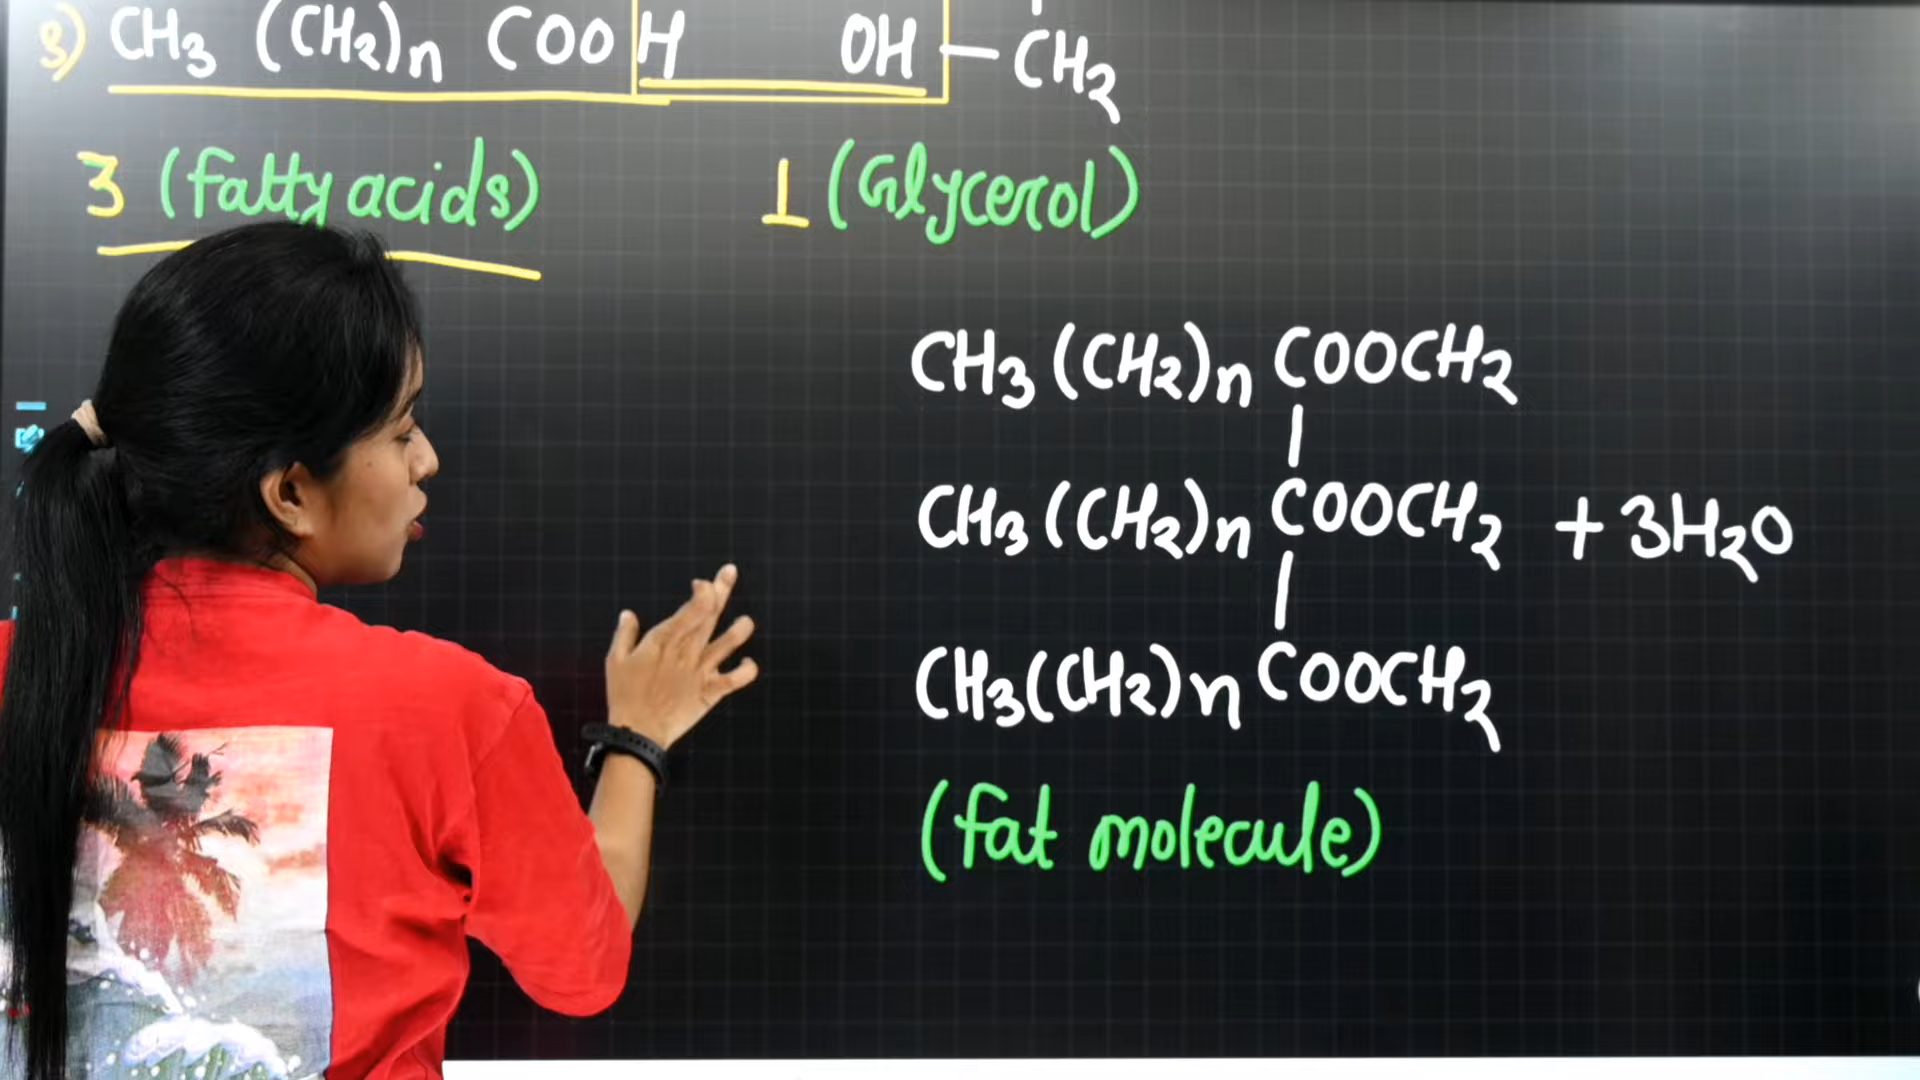 3) CH3 (CH2)n COOH OH – CH2
3 (fatty acids) 1 (Glycerol)
CH3 (CH2)n COOCH2
CH3 (CH2)n COOCH2 + 3H2O
CH3(CH2)n COOCH2
(fat molecule)